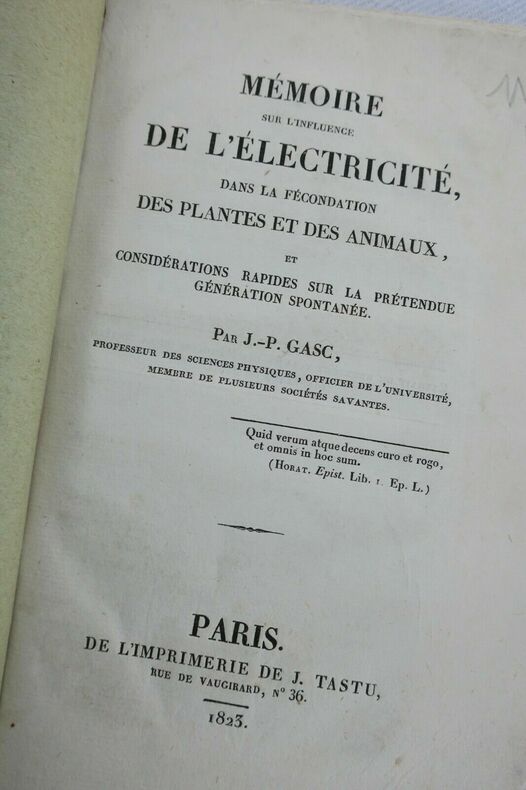 MÉMOIRE
SUR L'INFLUENCE
DE L'ÉLECTRICITÉ,
DANS LA FÉCONDATION
DES PLANTES ET DES ANIMAUX,
ET
CONSIDÉRATIONS RAPIDES SUR LA PRÉTENDUE
GÉNÉRATION SPONTANÉE.
PAR J.-P. GASC,
PROFESSEUR DES SCIENCES PHYSIQUES, OFFICIER DE L'UNIVERSITÉ,
MEMBRE DE PLUSIEURS SOCIÉTÉS SAVANTES.
Quid verum atque decens curo et rogo,
et omnis in hoc sum.
(HORAT. Epist. Lib. 1. Ep. L.)
PARIS.
DE L'IMPRIMERIE DE J. TASTU,
RUE DE VAUGIRARD, N° 36.
1823.